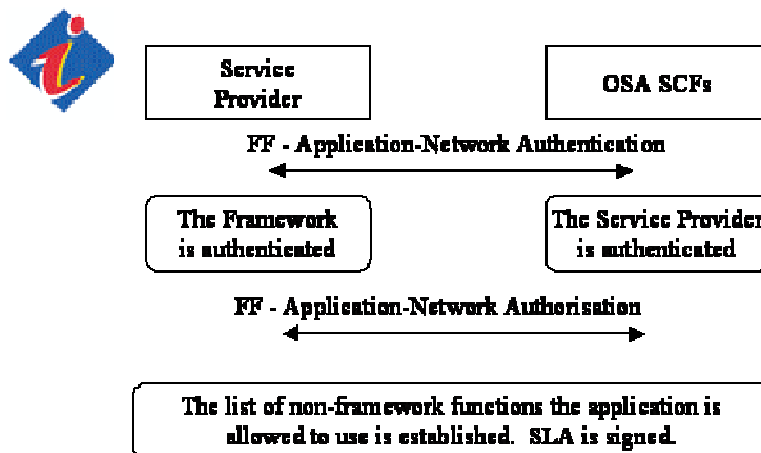 Service
Provider
OSA SCFs
FF - Application-Network Authentication
The Framework
is authenticated
The Service Provider
is authenticated
FF - Application-Network Authorisation
The list of non-framework functions the application is
allowed to use is established. SLA is signed.